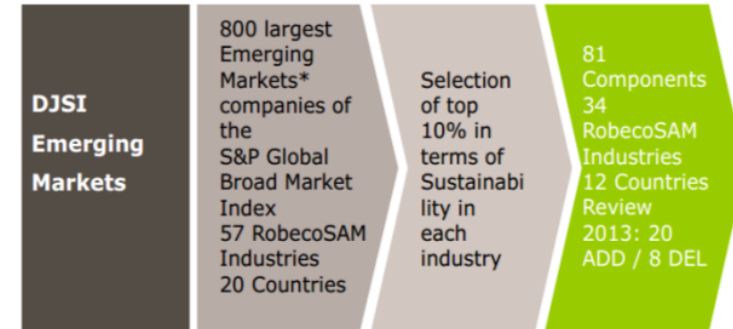 DJSI
Emerging
Markets
800 largest
Emerging
Markets*
companies of
the
S&P Global
Broad Market
Index
57 RobecoSAM
Industries
20 Countries
Selection
of top
10% in
terms of
Sustainabi
lity in
each
industry
81
Components
34
RobecoSAM
Industries
12 Countries
Review
2013: 20
ADD / 8 DEL